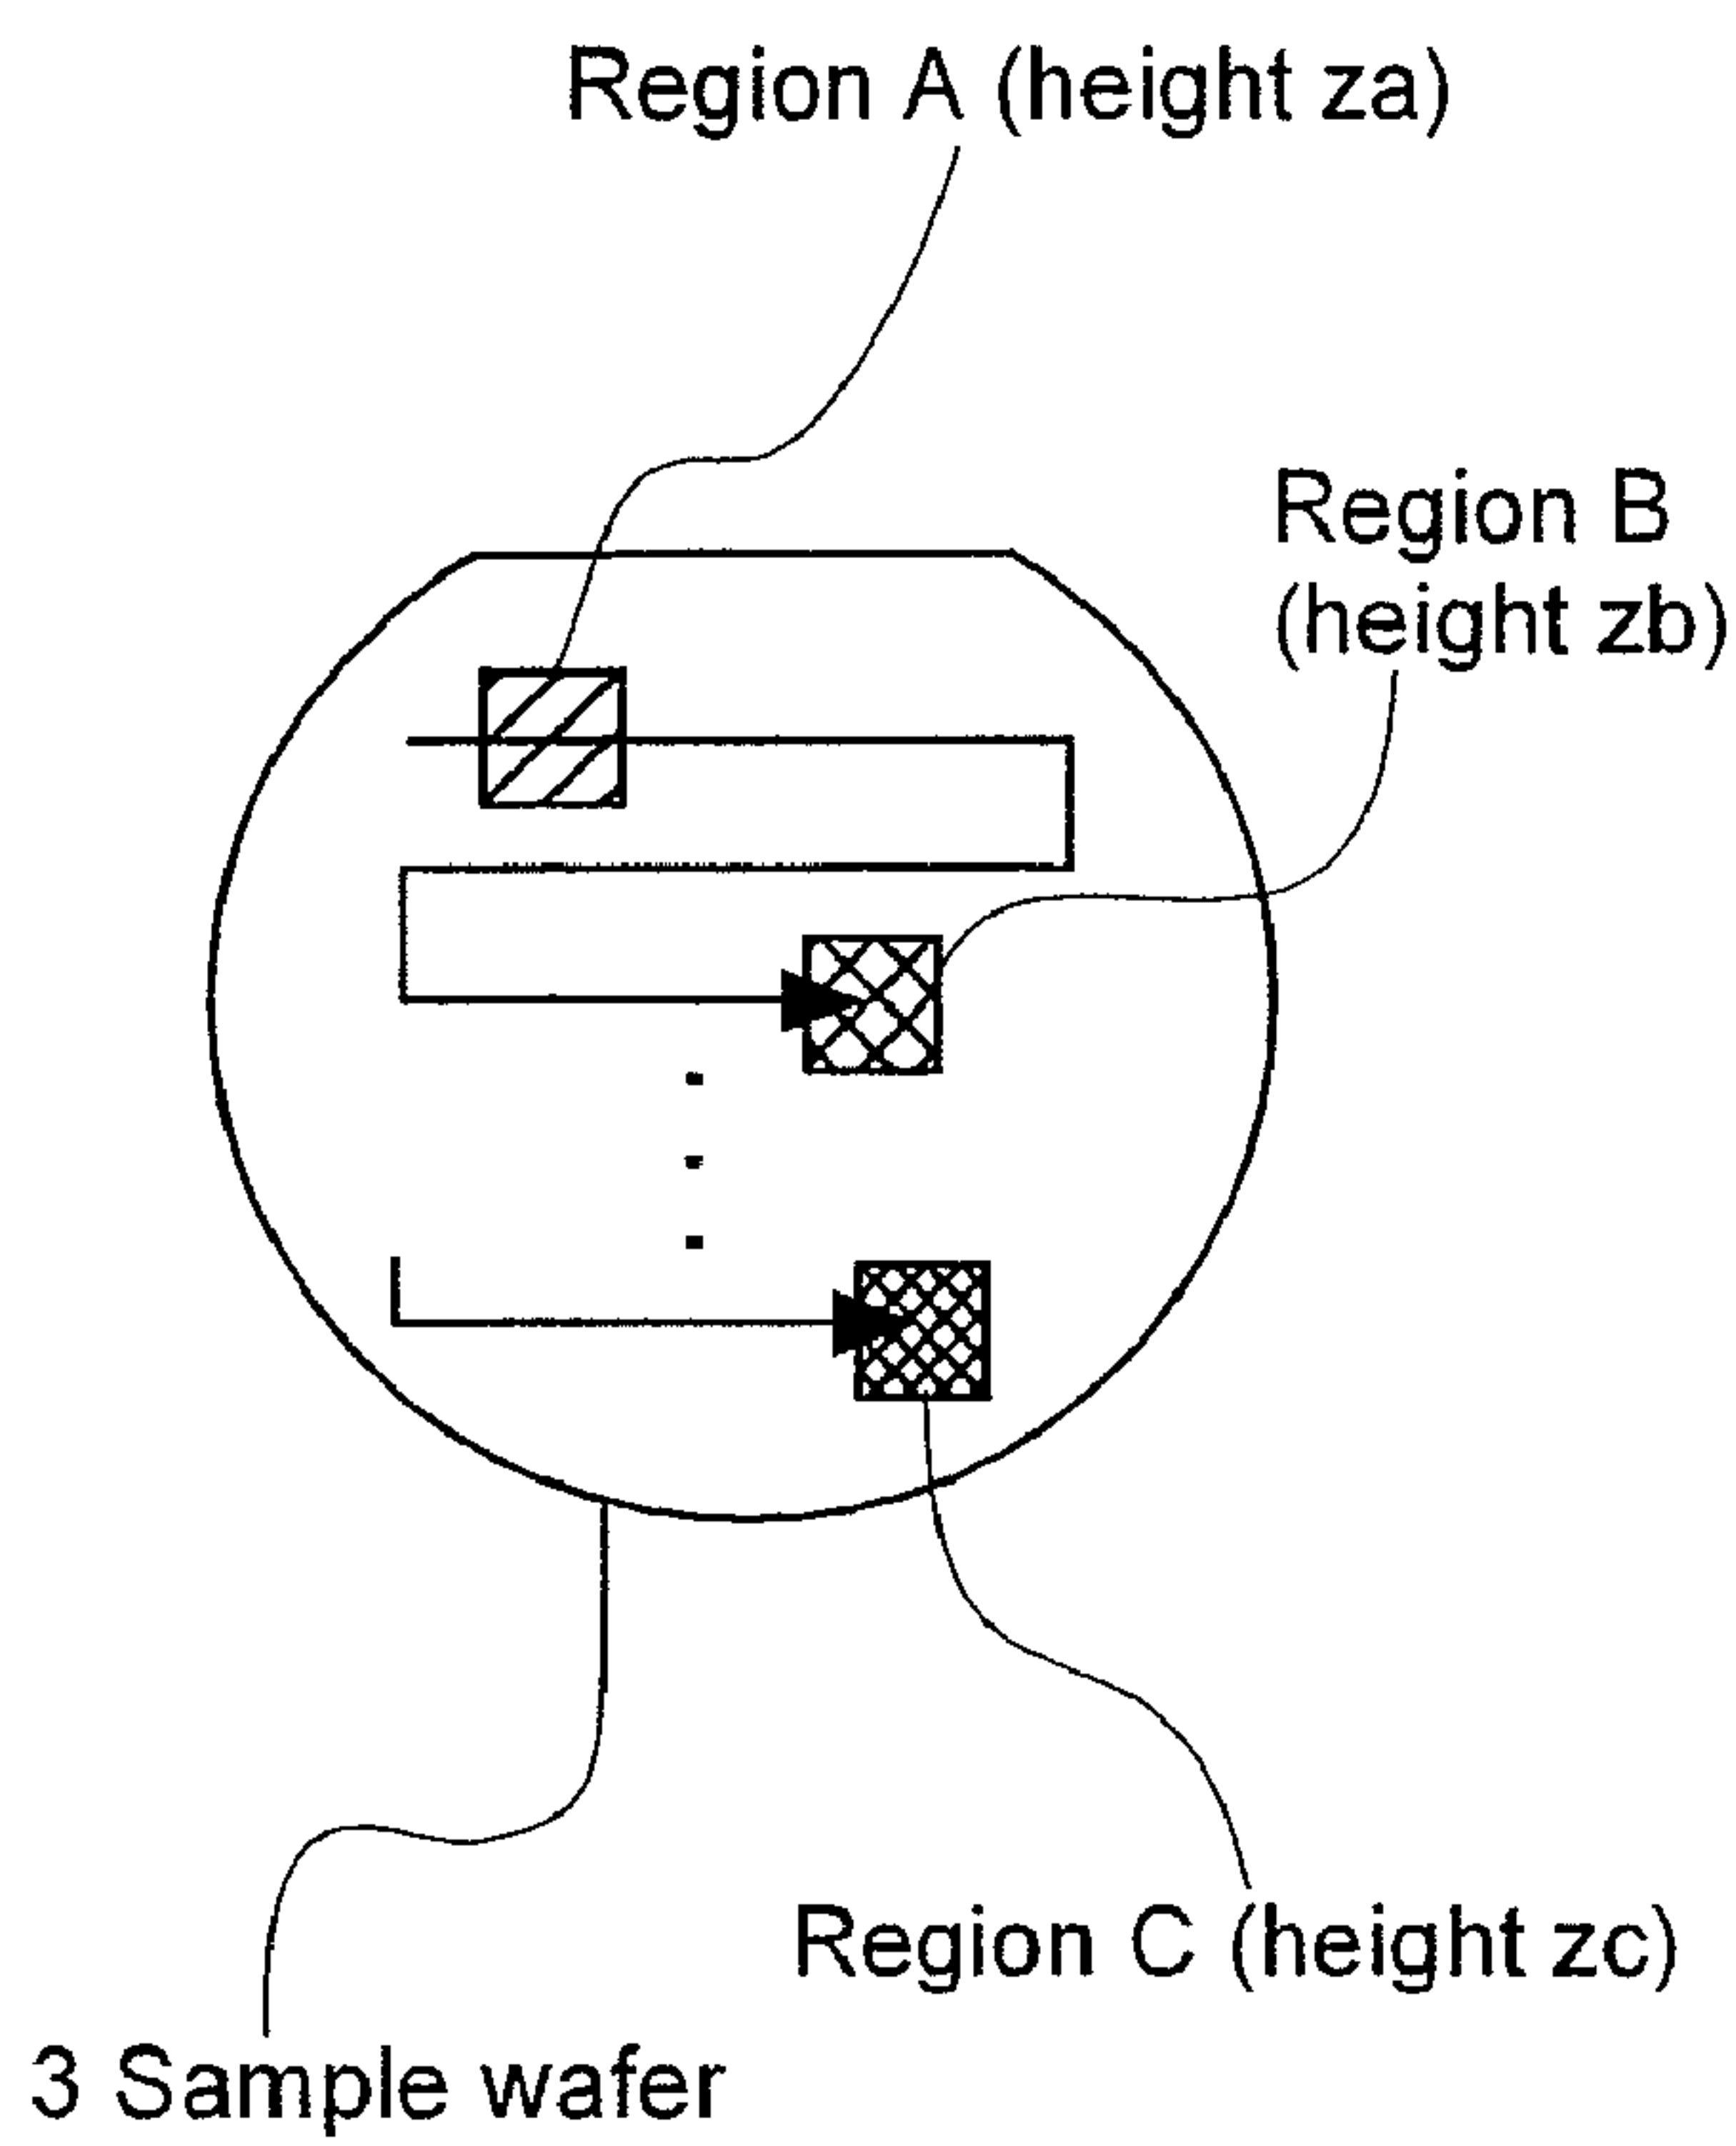 Region A (height za)
Region B
(height zb)
Region C (height zc)
3 Sample wafer